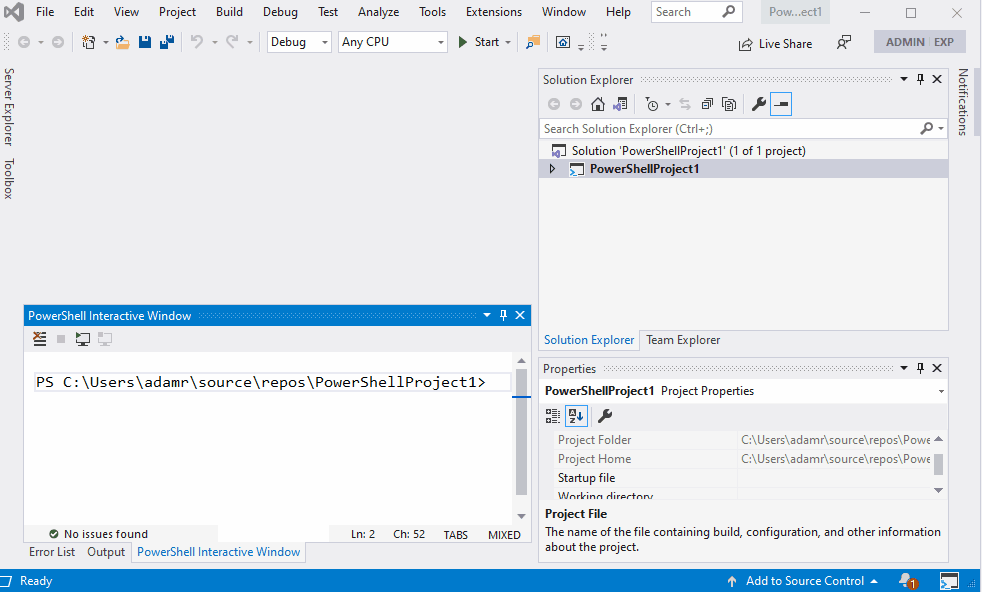 File Edit View Project Build Debug Test Analyze Tools Extensions Window Help Search Pow...ect1
Debug Any CPU Start Live Share ADMIN EXP
Server Explorer
Toolbox
Solution Explorer
Search Solution Explorer (Ctrl+;)
Solution 'PowerShellProject1' (1 of 1 project)
PowerShellProject1
Solution Explorer Team Explorer
Notifications
PowerShell Interactive Window
PS C:\Users\adamr\source\repos\PowerShellProject1>
No issues found Ln: 2 Ch: 52 TABS MIXED
Error List Output PowerShell Interactive Window
Properties
PowerShellProject1 Project Properties
Project Folder C:\Users\adamr\source\repos\Powe
Project Home C:\Users\adamr\source\repos\Powe
Startup file
Working directory
Project File
The name of the file containing build, configuration, and other information
about the project.
Ready Add to Source Control 1